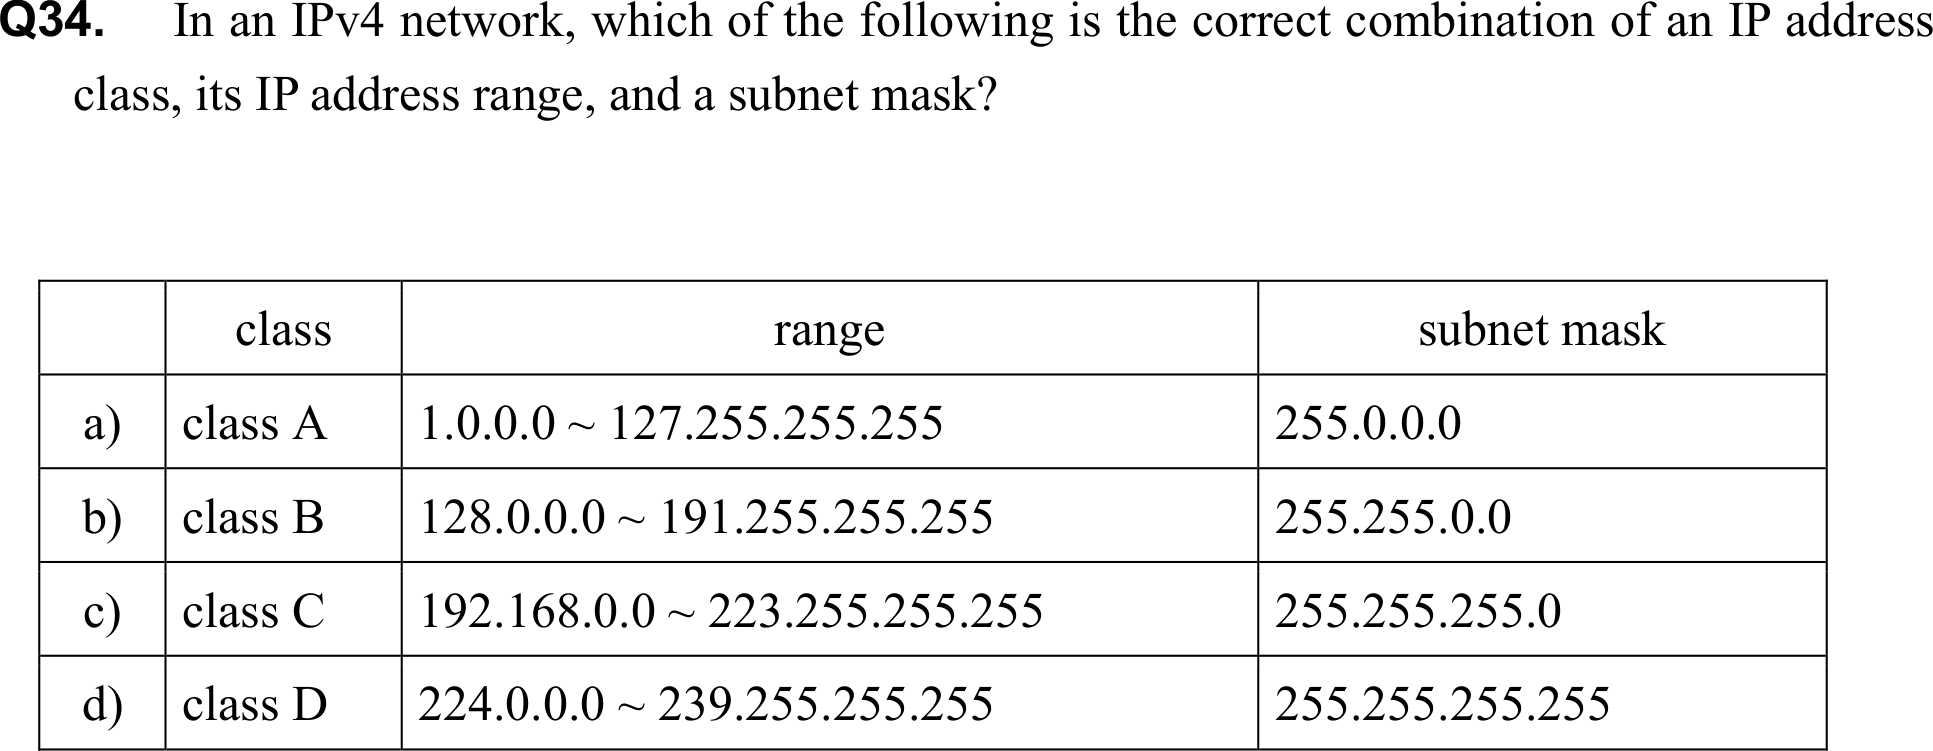 Q34. In an IPv4 network, which of the following is the correct combination of an IP address
class, its IP address range, and a subnet mask?
class range subnet mask
a) class A 1.0.0.0 ~ 127.255.255.255 255.0.0.0
b) class B 128.0.0.0 ~ 191.255.255.255 255.255.0.0
c) class C 192.168.0.0 ~ 223.255.255.255 255.255.255.0
d) class D 224.0.0.0 ~ 239.255.255.255 255.255.255.255